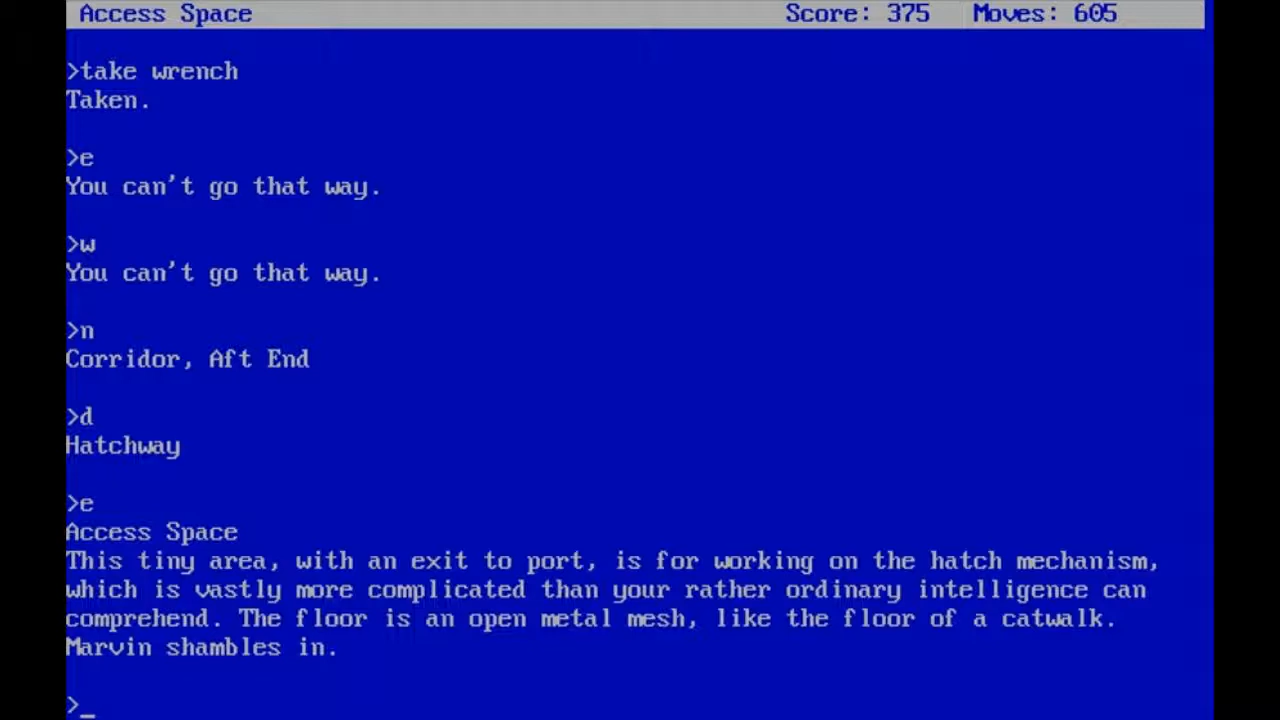 Access Space Score: 375 Moves: 605
>take wrench
Taken.
>e
You can't go that way.
>w
You can't go that way.
>n
Corridor, Aft End
>d
Hatchway
>e
Access Space
This tiny area, with an exit to port, is for working on the hatch mechanism,
which is vastly more complicated than your rather ordinary intelligence can
comprehend. The floor is an open metal mesh, like the floor of a catwalk.
Marvin shambles in.
>_